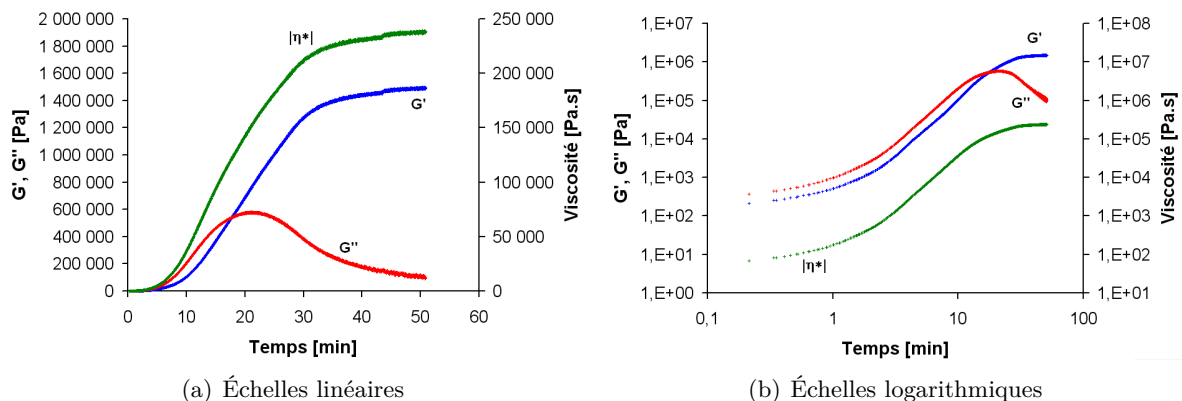 2 000 000
1 800 000
1 600 000
1 400 000
1 200 000
1 000 000
800 000
600 000
400 000
200 000
0
G', G'' [Pa]
|η*|
G'
G''
250 000
200 000
150 000
100 000
50 000
0
Viscosité [Pa.s]
0 10 20 30 40 50 60
Temps [min]
(a) Échelles linéaires
1,E+07
1,E+06
1,E+05
1,E+04
1,E+03
1,E+02
1,E+01
1,E+00
G', G'' [Pa]
G'
G''
|η*|
1,E+08
1,E+07
1,E+06
1,E+05
1,E+04
1,E+03
1,E+02
1,E+01
Viscosité [Pa.s]
0,1 1 10 100
Temps [min]
(b) Échelles logarithmiques